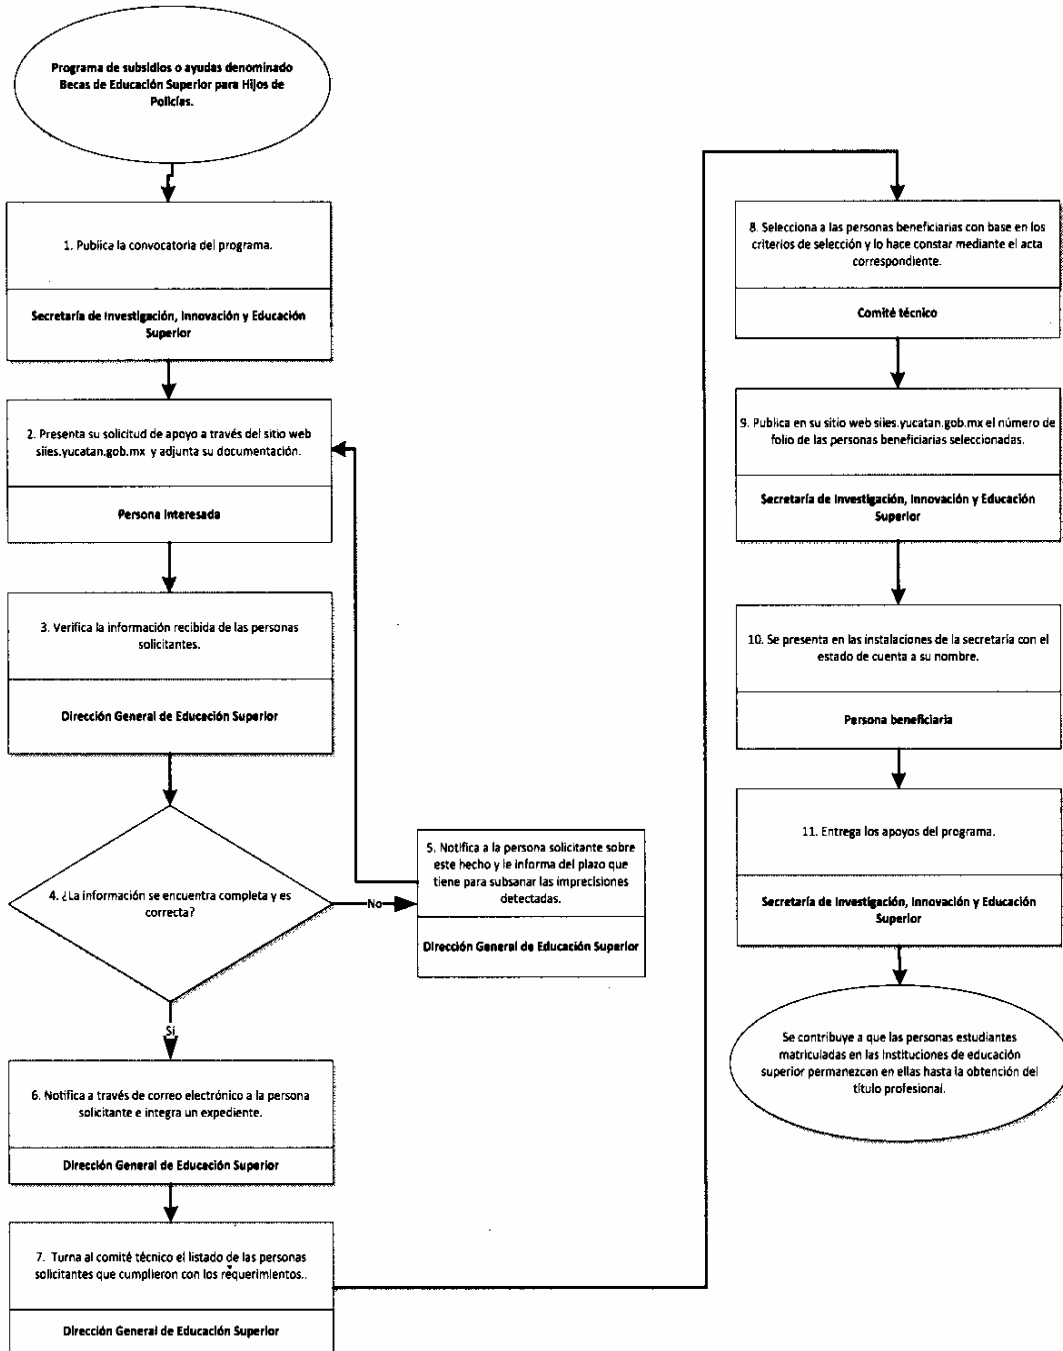 Programa de subsidios o ayudas denominado
Becas de Educación Superior para Hijos de
Policías.
1. Publica la convocatoria del programa.
Secretaría de Investigación, Innovación y Educación
Superior
2. Presenta su solicitud de apoyo a través del sitio web
siies.yucatan.gob.mx y adjunta su documentación.
Persona Interesada
3. Verifica la información recibida de las personas
solicitantes.
Dirección General de Educación Superior
4. ¿La información se encuentra completa y es
correcta?
No
5. Notifica a la persona solicitante sobre
este hecho y le informa del plazo que
tiene para subsanar las imprecisiones
detectadas.
Dirección General de Educación Superior
Sí
6. Notifica a través de correo electrónico a la persona
solicitante e integra un expediente.
Dirección General de Educación Superior
7. Turna al comité técnico el listado de las personas
solicitantes que cumplieron con los requerimientos..
Dirección General de Educación Superior
8. Selecciona a las personas beneficiarias con base en los
criterios de selección y lo hace constar mediante el acta
correspondiente.
Comité técnico
9. Publica en su sitio web siies.yucatan.gob.mx el número de
folio de las personas beneficiarias seleccionadas.
Secretaría de Investigación, Innovación y Educación
Superior
10. Se presenta en las instalaciones de la secretaría con el
estado de cuenta a su nombre.
Persona beneficiaria
11. Entrega los apoyos del programa.
Secretaría de Investigación, Innovación y Educación
Superior
Se contribuye a que las personas estudiantes
matriculadas en las instituciones de educación
superior permanezcan en ellas hasta la obtención del
título profesional.